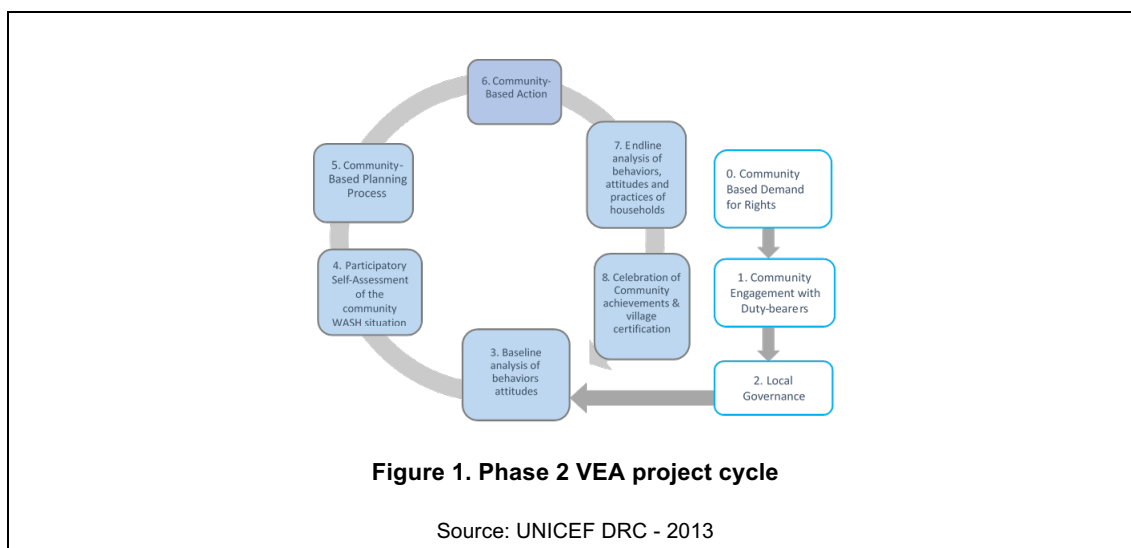 6. Community-
Based Action
7. Endline
analysis of
behaviors,
attitudes and
practices of
households
5. Community-
Based Planning
Process
0. Community
Based Demand
for Rights
4. Participatory
Self-Assessment
of the
community
WASH situation
8. Celebration of
Community
achievements &
village
certification
1. Community
Engagement with
Duty-bearers
3. Baseline
analysis of
behaviors
attitudes
2. Local
Governance
Figure 1. Phase 2 VEA project cycle
Source: UNICEF DRC - 2013